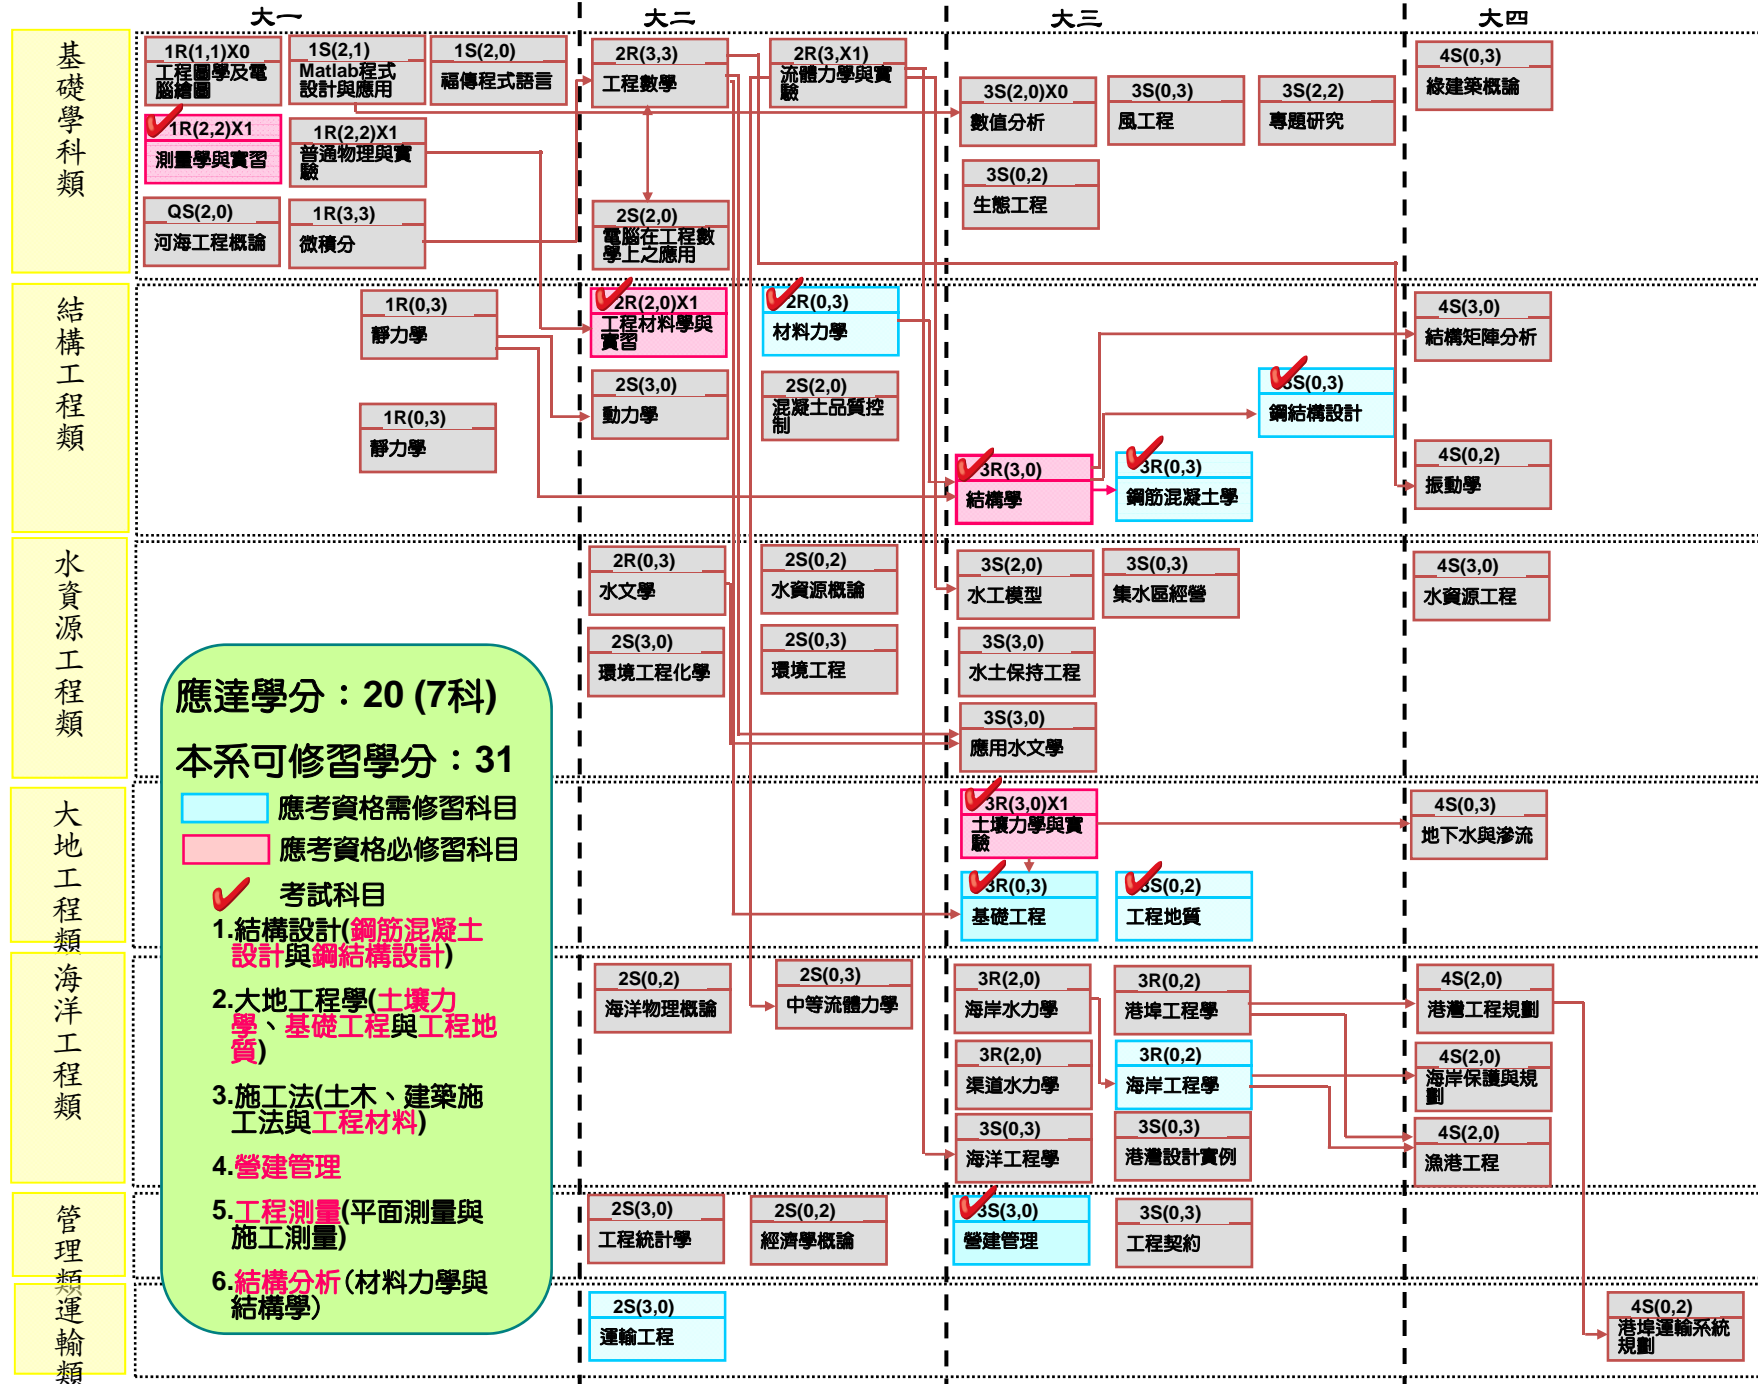 大一
大二
大三
大四
基礎學科類
1R(1,1)X0
工程圖學及電
腦繪圖
1S(2,1)
Matlab程式
設計與應用
1S(2,0)
福傳程式語言
2R(3,3)
工程數學
2R(3,X1)
流體力學與實
驗
3S(2,0)X0
數值分析
3S(0,3)
風工程
3S(2,2)
專題研究
4S(0,3)
綠建築概論
1R(2,2)X1
測量學與實習
1R(2,2)X1
普通物理與實
驗
3S(0,2)
生態工程
QS(2,0)
河海工程概論
1R(3,3)
微積分
2S(2,0)
電腦在工程數
學上之應用
結構工程類
1R(0,3)
靜力學
2R(2,0)X1
工程材料學與
實習
2R(0,3)
材料力學
4S(3,0)
結構矩陣分析
1R(0,3)
靜力學
2S(3,0)
動力學
2S(2,0)
混凝土品質控
制
3S(0,3)
鋼結構設計
3R(3,0)
結構學
3R(0,3)
鋼筋混凝土學
4S(0,2)
振動學
水資源工程類
2R(0,3)
水文學
2S(0,2)
水資源概論
3S(2,0)
水工模型
3S(0,3)
集水區經營
4S(3,0)
水資源工程
2S(3,0)
環境工程化學
2S(0,3)
環境工程
3S(3,0)
水土保持工程
3S(3,0)
應用水文學
大地工程類
3R(3,0)X1
土壤力學與實
驗
4S(0,3)
地下水與滲流
3R(0,3)
基礎工程
3S(0,2)
工程地質
海洋工程類
2S(0,2)
海洋物理概論
2S(0,3)
中等流體力學
3R(2,0)
海岸水力學
3R(0,2)
港埠工程學
4S(2,0)
港灣工程規劃
3R(2,0)
渠道水力學
3R(0,2)
海岸工程學
4S(2,0)
海岸保護與規
劃
3S(0,3)
海洋工程學
3S(0,3)
港灣設計實例
4S(2,0)
漁港工程
管理類
2S(3,0)
工程統計學
2S(0,2)
經濟學概論
3S(3,0)
營建管理
3S(0,3)
工程契約
運輸類
2S(3,0)
運輸工程
4S(0,2)
港埠運輸系統
規劃
應達學分：20 (7科)
本系可修習學分：31
應考資格需修習科目
應考資格必修習科目
考試科目
1.結構設計(鋼筋混凝土
設計與鋼結構設計)
2.大地工程學(土壤力
學、基礎工程與工程地
質)
3.施工法(土木、建築施
工法與工程材料)
4.營建管理
5.工程測量(平面測量與
施工測量)
6.結構分析(材料力學與
結構學)